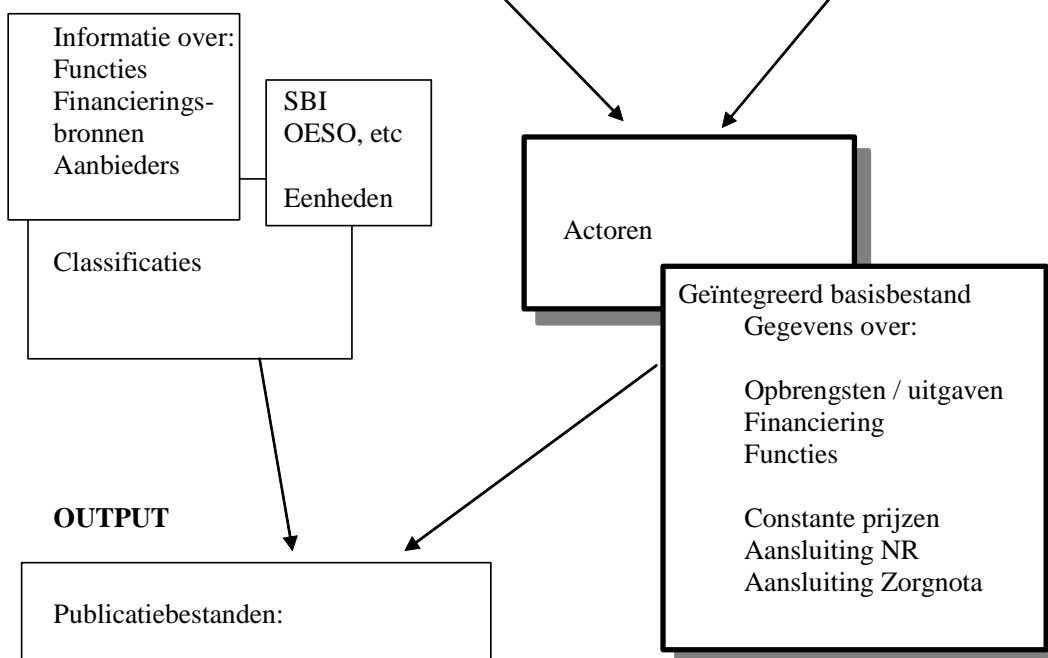 Informatie over:
Functies
Financierings-
bronnen
Aanbieders
SBI
OESO, etc
Eenheden
Classificaties
Actoren
Geïntegreerd basisbestand
Gegevens over:
Opbrengsten / uitgaven
Financiering
Functies
Constante prijzen
Aansluiting NR
Aansluiting Zorgnota
OUTPUT
Publicatiebestanden: